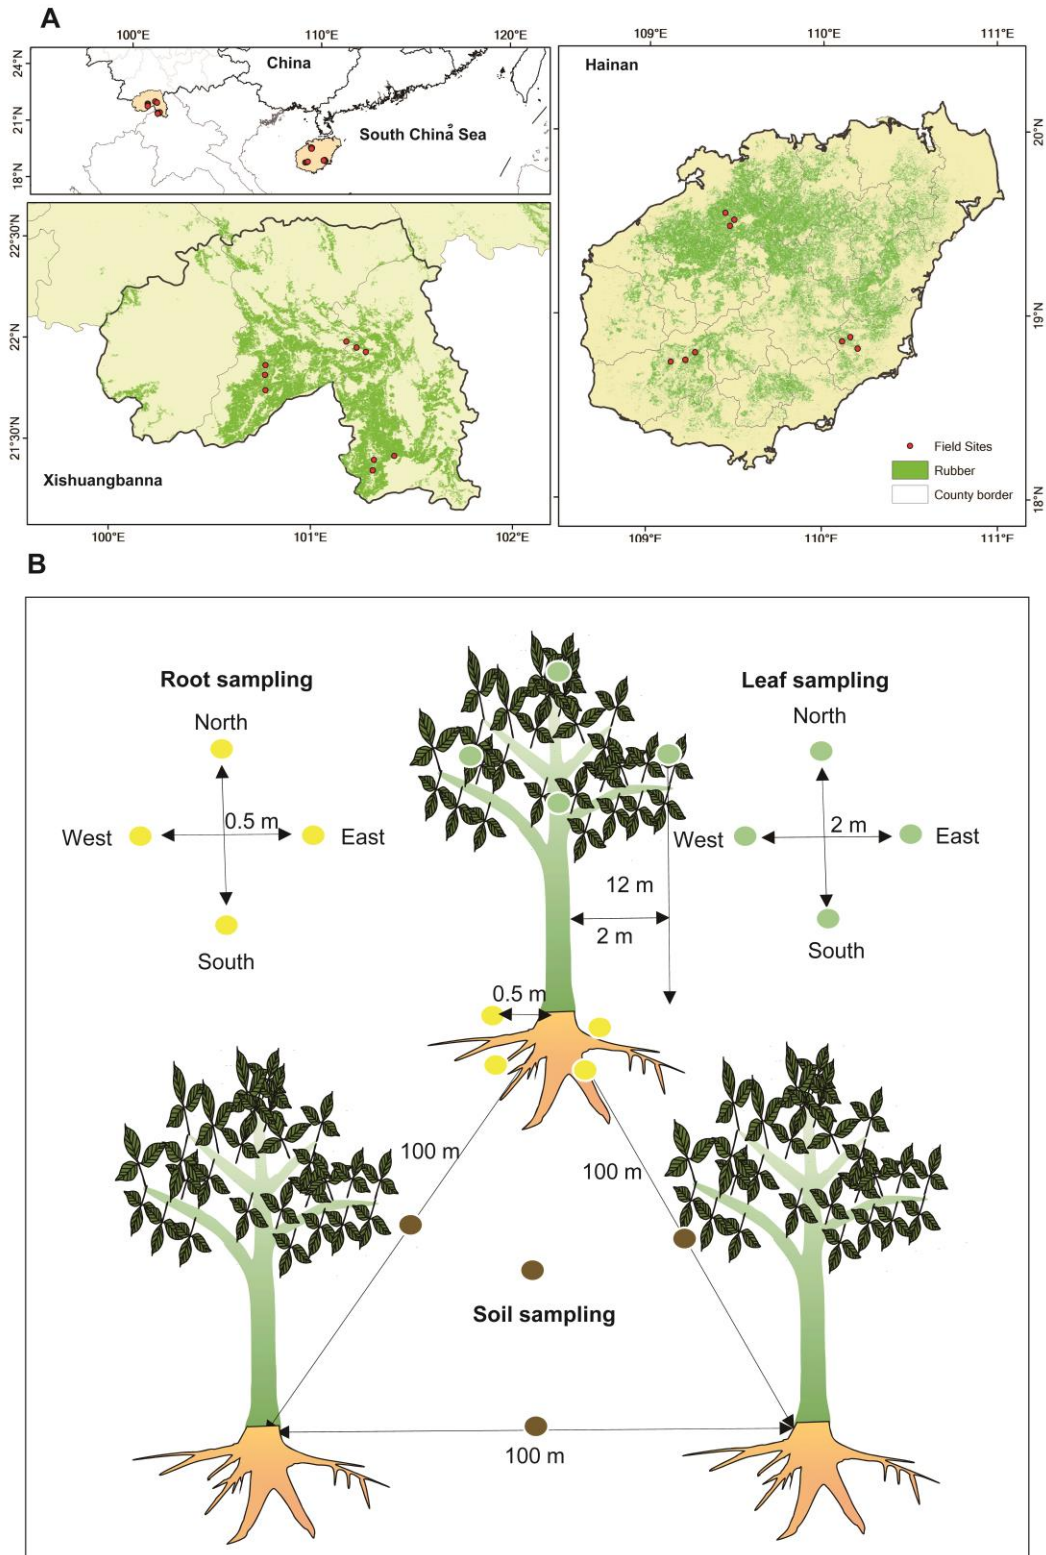 A
100°E
110°E
120°E
24°N
21°N
18°N
China
South China Sea
22°30'N
22°N
21°30'N
Xishuangbanna
100°E
101°E
102°E
109°E
110°E
111°E
Hainan
20°N
19°N
18°N
Field Sites
Rubber
County border
109°E
110°E
111°E
B
Root sampling
North
West
0.5 m
East
South
Leaf sampling
North
West
2 m
East
South
12 m
2 m
0.5 m
100 m
100 m
Soil sampling
100 m